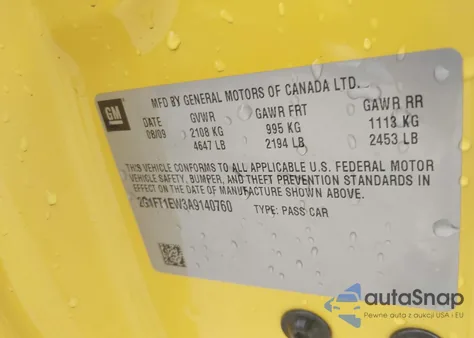 GM
MFD BY GENERAL MOTORS OF CANADA LTD.
DATE GVWR GAWR FRT GAWR RR
08/09 2108 KG 995 KG 1113 KG
4647 LB 2194 LB 2453 LB
THIS VEHICLE CONFORMS TO ALL APPLICABLE U.S. FEDERAL MOTOR
VEHICLE SAFETY, BUMPER, AND THEFT PREVENTION STANDARDS IN
EFFECT ON THE DATE OF MANUFACTURE SHOWN ABOVE.
2G1FT1EW3A9140760 TYPE: PASS CAR
autoSnap
Pewne auta z aukcji USA i EU